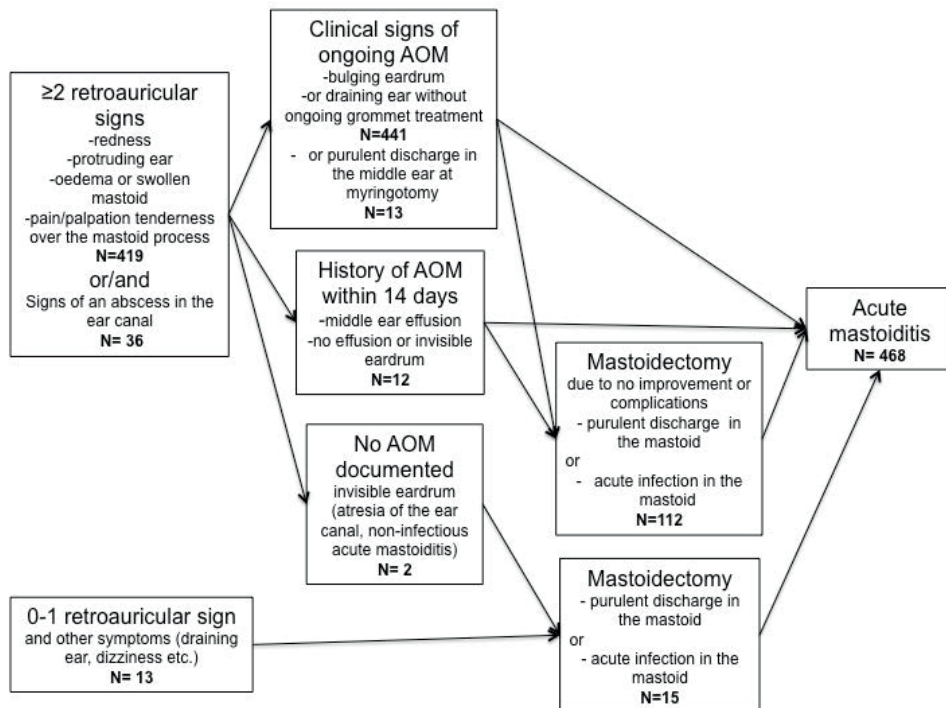 ≥2 retroauricular
signs
-redness
-protruding ear
-oedema or swollen
mastoid
-pain/palpation tenderness
over the mastoid process
N=419
or/and
Signs of an abscess in the
ear canal
N= 36
0-1 retroauricular sign
and other symptoms (draining
ear, dizziness etc.)
N= 13
Clinical signs of
ongoing AOM
-bulging eardrum
-or draining ear without
ongoing grommet treatment
N=441
- or purulent discharge in
the middle ear at
myringotomy
N=13
History of AOM
within 14 days
-middle ear effusion
-no effusion or invisible
eardrum
N=12
No AOM
documented
invisible eardrum
(atresia of the ear
canal, non-infectious
acute mastoiditis)
N= 2
Mastoidectomy
due to no improvement or
complications
- purulent discharge in
the mastoid
or
- acute infection in the
mastoid
N=112
Mastoidectomy
- purulent discharge in
the mastoid
or
- acute infection in the
mastoid
N=15
Acute
mastoiditis
N= 468